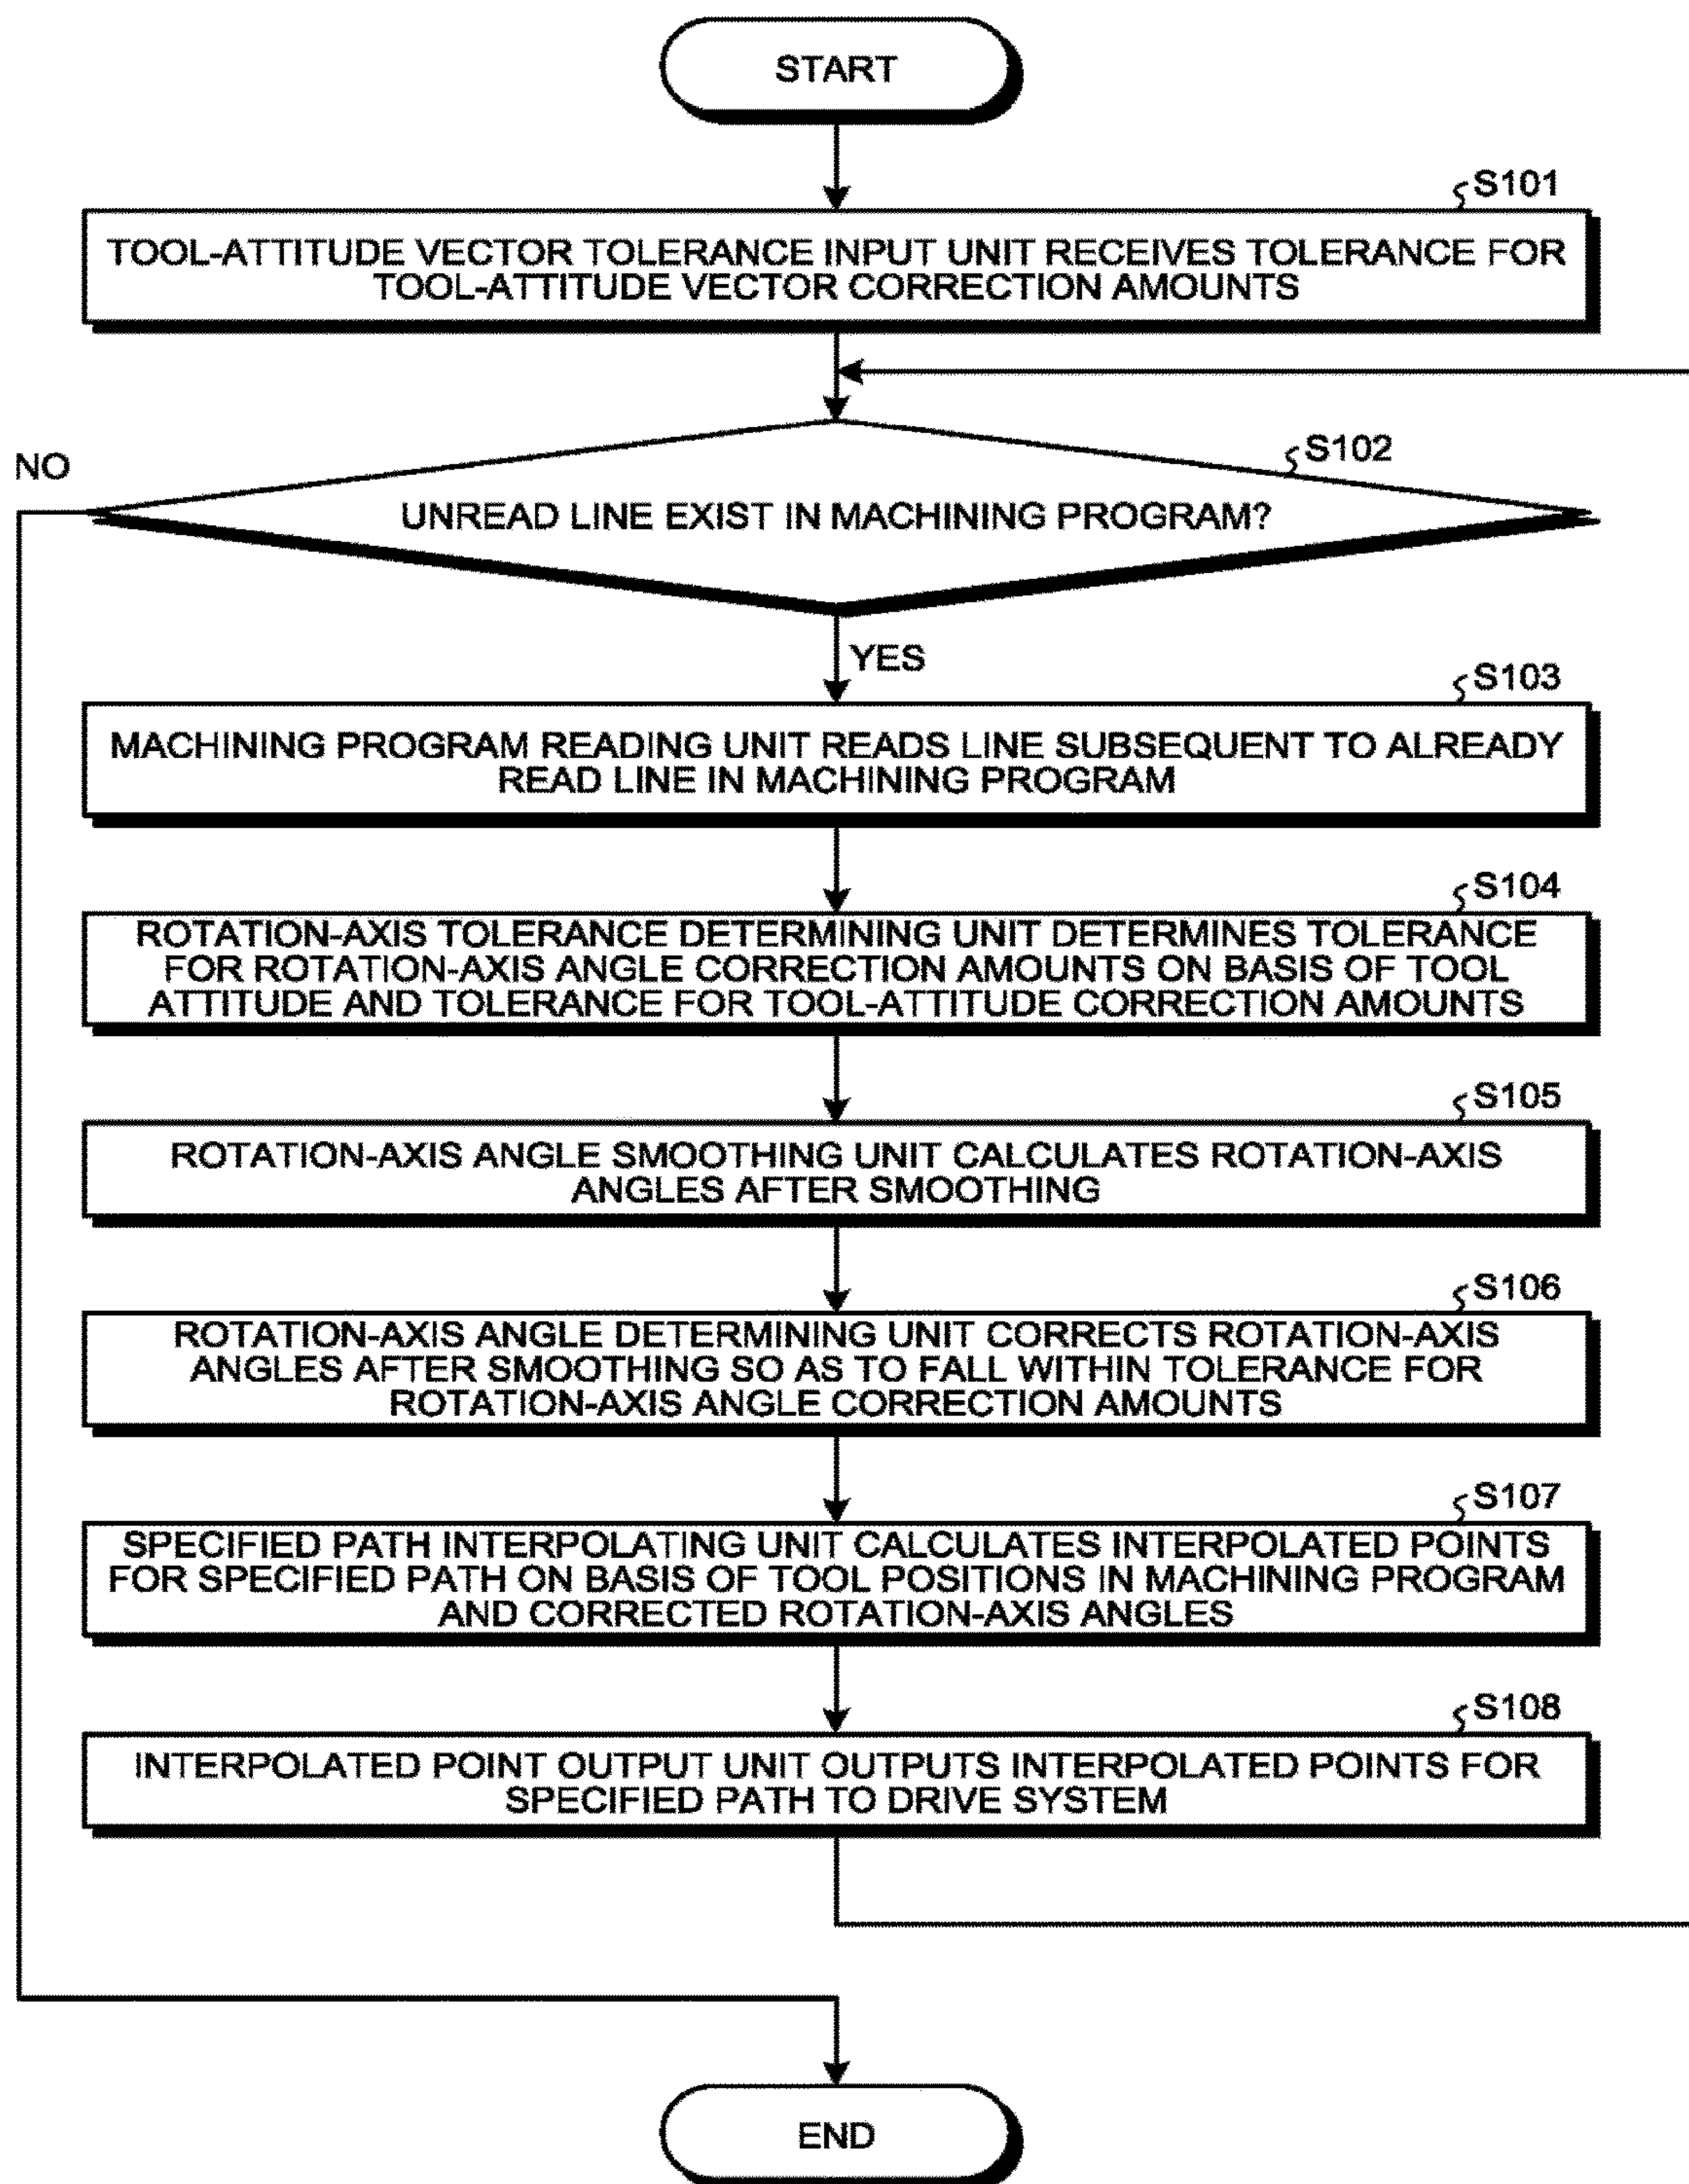 START
S101
TOOL-ATTITUDE VECTOR TOLERANCE INPUT UNIT RECEIVES TOLERANCE FOR
TOOL-ATTITUDE VECTOR CORRECTION AMOUNTS
S102
NO
UNREAD LINE EXIST IN MACHINING PROGRAM?
YES
S103
MACHINING PROGRAM READING UNIT READS LINE SUBSEQUENT TO ALREADY
READ LINE IN MACHINING PROGRAM
S104
ROTATION-AXIS TOLERANCE DETERMINING UNIT DETERMINES TOLERANCE
FOR ROTATION-AXIS ANGLE CORRECTION AMOUNTS ON BASIS OF TOOL
ATTITUDE AND TOLERANCE FOR TOOL-ATTITUDE CORRECTION AMOUNTS
S105
ROTATION-AXIS ANGLE SMOOTHING UNIT CALCULATES ROTATION-AXIS
ANGLES AFTER SMOOTHING
S106
ROTATION-AXIS ANGLE DETERMINING UNIT CORRECTS ROTATION-AXIS
ANGLES AFTER SMOOTHING SO AS TO FALL WITHIN TOLERANCE FOR
ROTATION-AXIS ANGLE CORRECTION AMOUNTS
S107
SPECIFIED PATH INTERPOLATING UNIT CALCULATES INTERPOLATED POINTS
FOR SPECIFIED PATH ON BASIS OF TOOL POSITIONS IN MACHINING PROGRAM
AND CORRECTED ROTATION-AXIS ANGLES
S108
INTERPOLATED POINT OUTPUT UNIT OUTPUTS INTERPOLATED POINTS FOR
SPECIFIED PATH TO DRIVE SYSTEM
END